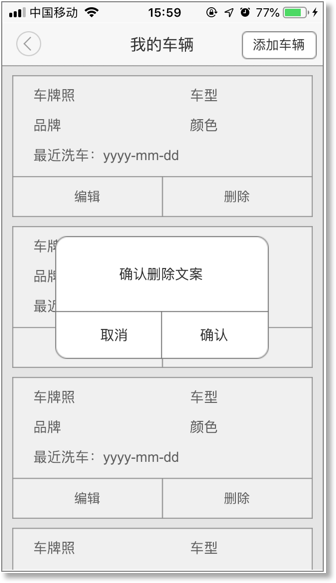 中国移动 15:59 77%
我的车辆 添加车辆
车牌照 车型
品牌 颜色
最近洗车：yyyy-mm-dd
编辑 删除
车牌
品牌
最近
确认删除文案
取消 确认
车牌照 车型
品牌 颜色
最近洗车：yyyy-mm-dd
编辑 删除
车牌照 车型